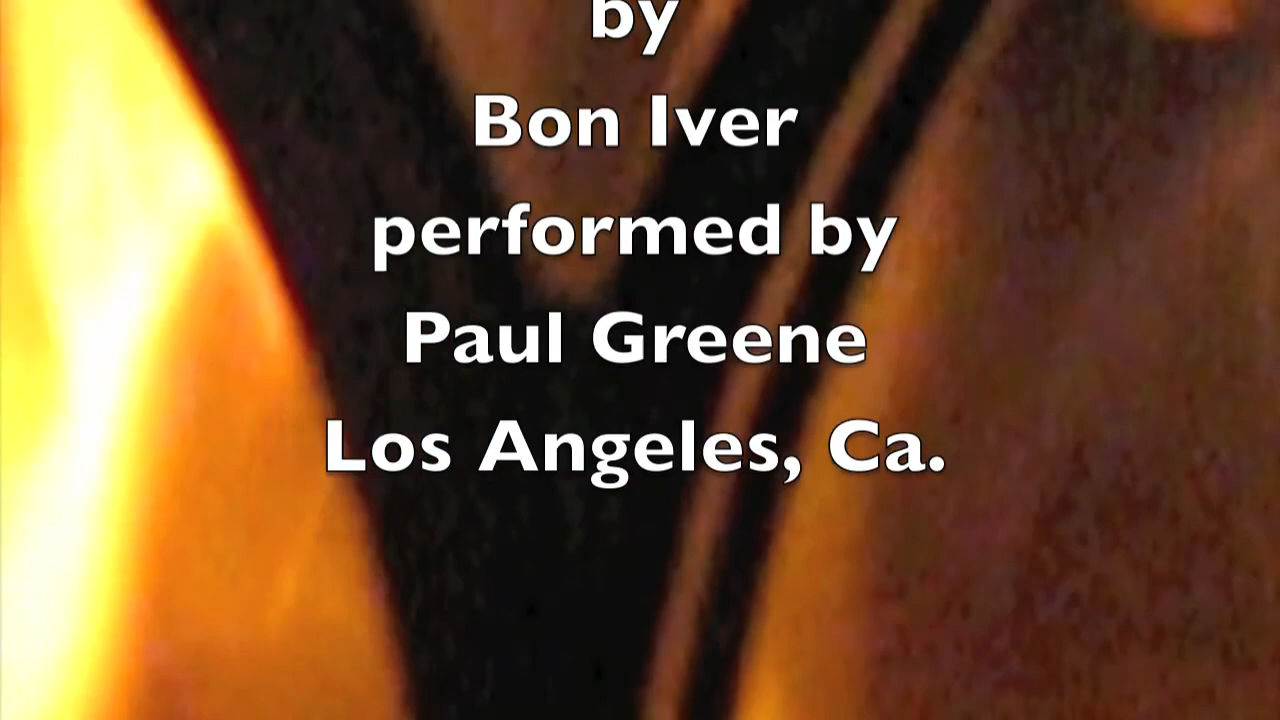 by
Bon Iver
performed by
Paul Greene
Los Angeles, Ca.